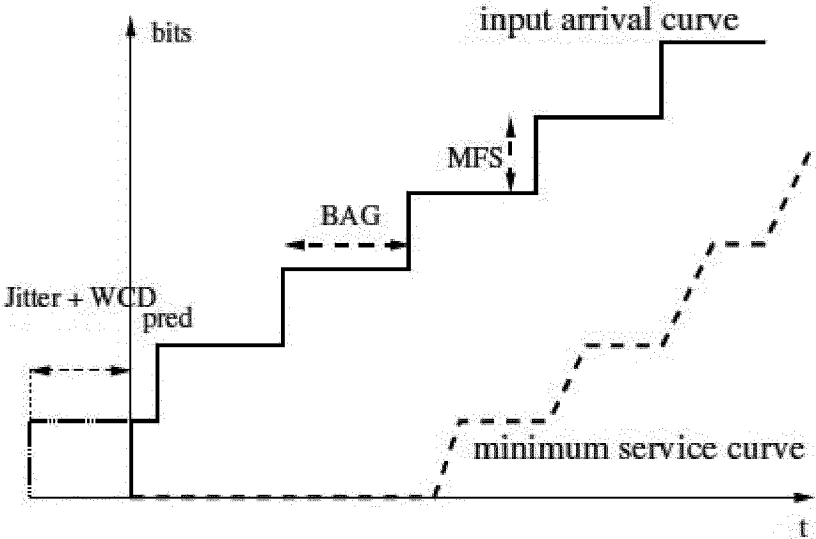 input arrival curve
bits
MFS
BAG
Jitter + WCD
pred
minimum service curve
t